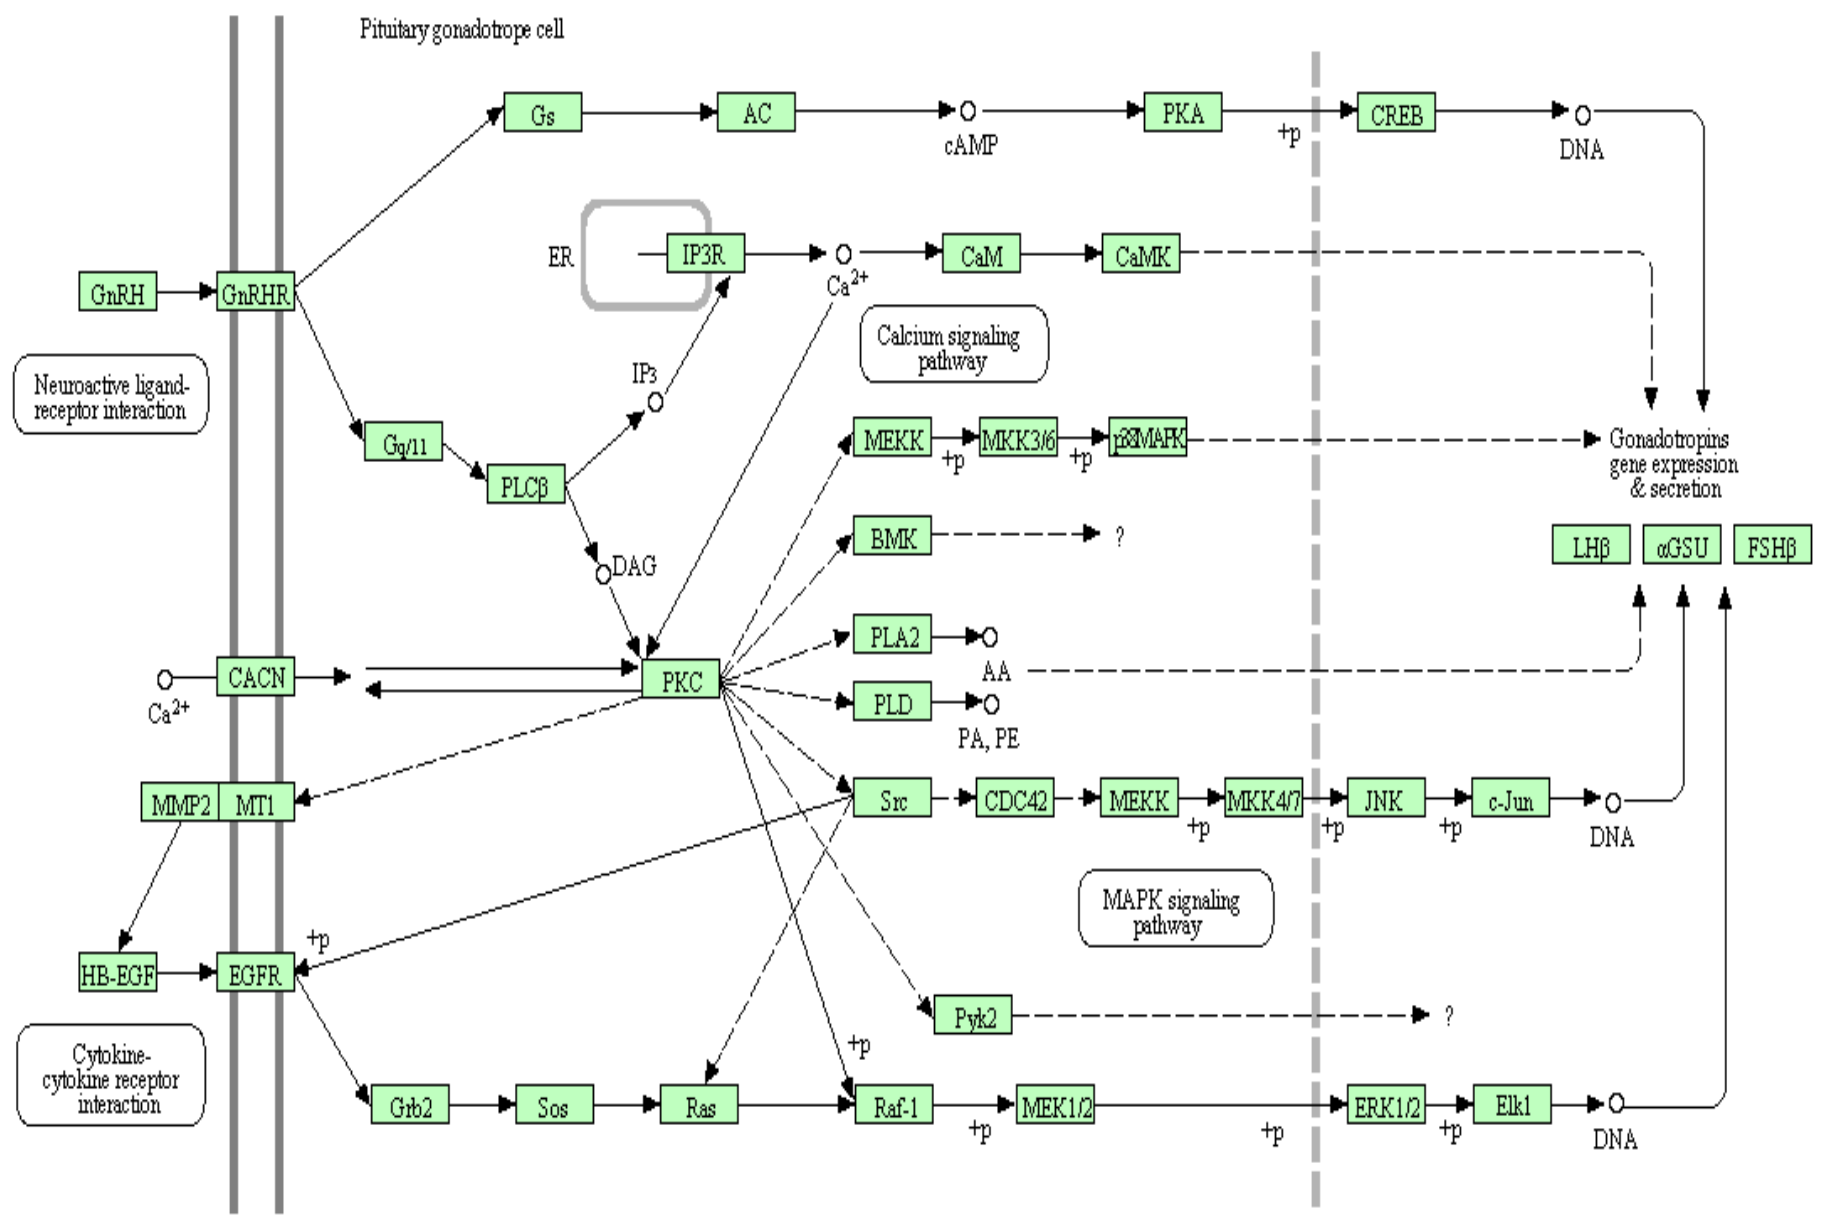 Pituitary gonadotrope cell
Gs
AC
cAMP
PKA
+p
CREB
DNA
ER
IP3R
Ca2+
CaM
CaMK
GnRH
GnRHR
Calcium signaling
pathway
Neuroactive ligand-
receptor interaction
IP3
Gq/11
PLCβ
MEKK
+p
MKK3/6
+p
p38MAPK
Gonadotropins
gene expression
& secretion
BMK
?
LHβ
αGSU
FSHβ
DAG
PLA2
AA
Ca2+
CACN
PKC
PLD
PA, PE
MMP2
MT1
Src
CDC42
MEKK
+p
MKK4/7
+p
JNK
+p
c-Jun
DNA
MAPK signaling
pathway
+p
HB-EGF
EGFR
Pyk2
?
Cytokine-
cytokine receptor
interaction
+p
Grb2
Sos
Ras
Raf-1
+p
MEK1/2
+p
ERK1/2
+p
Elk1
DNA